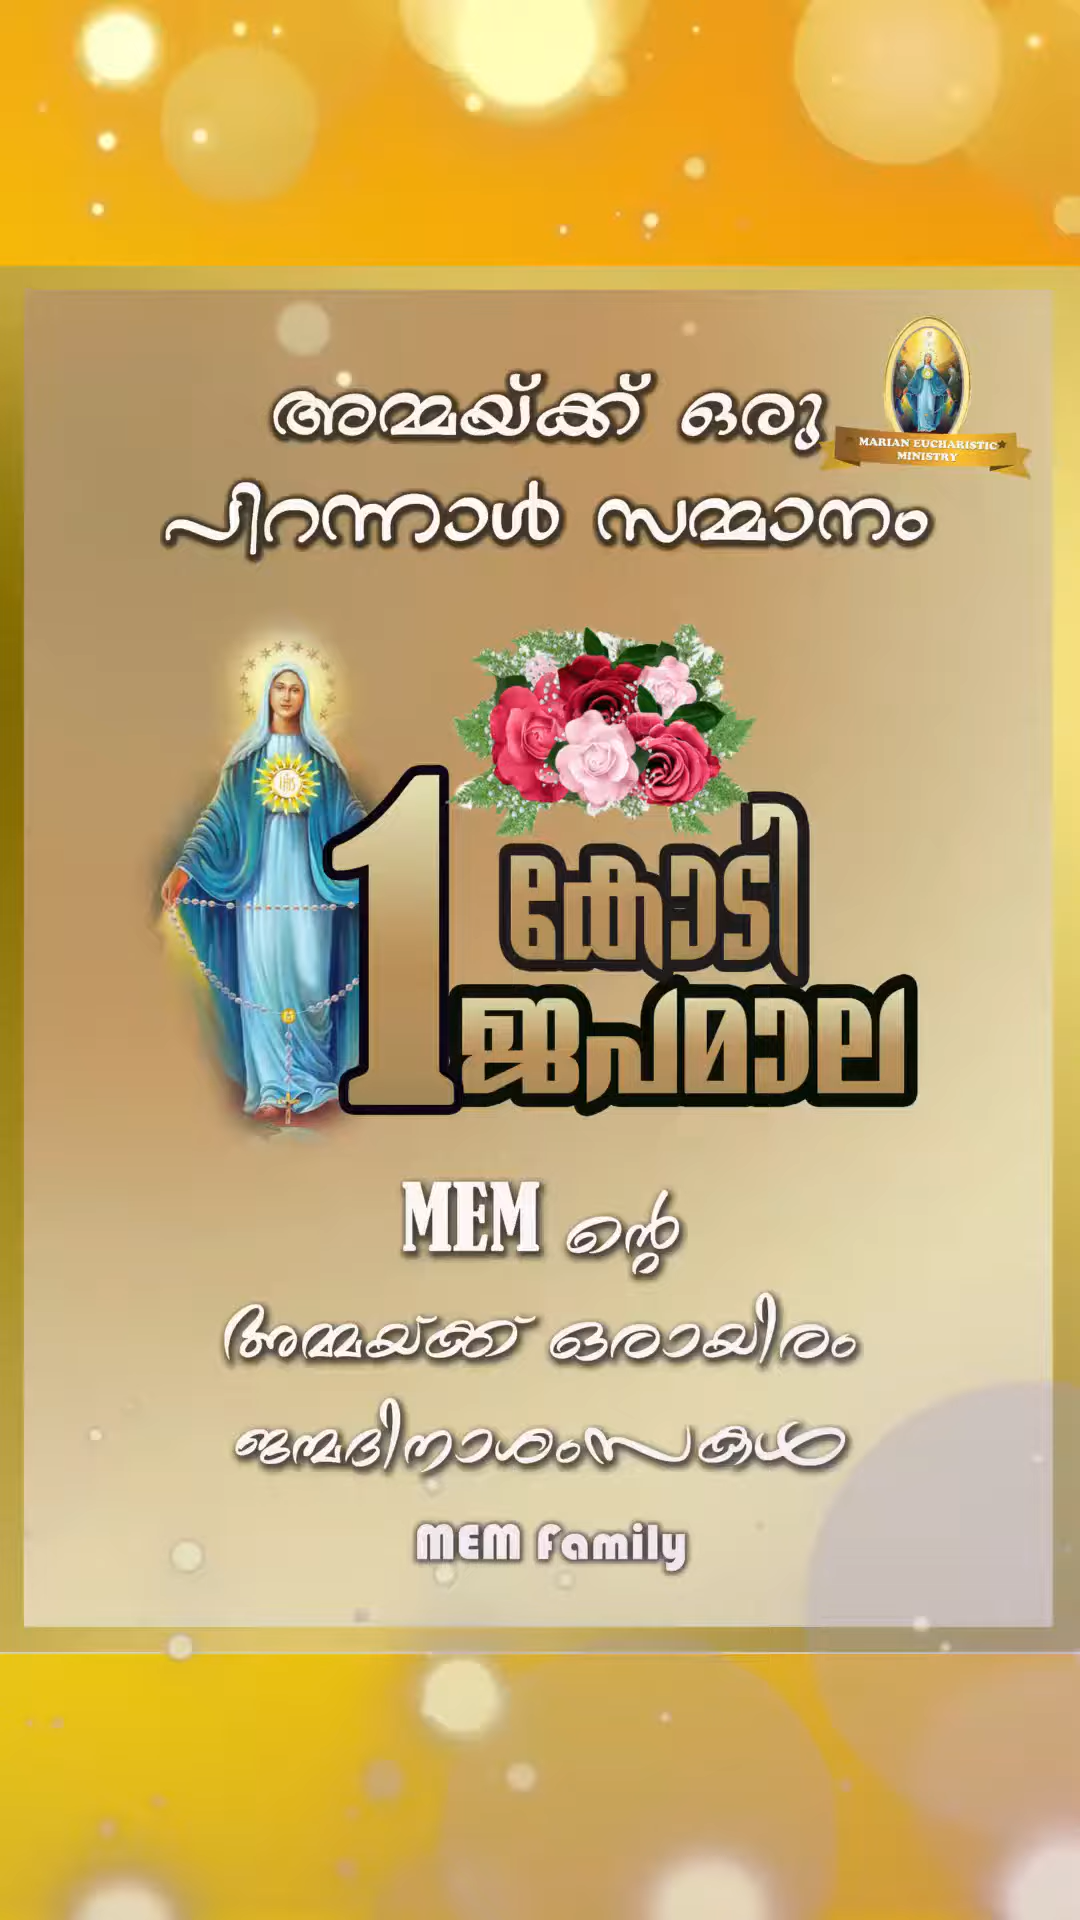 അമ്മയ്ക്ക് ഒരു
പിറന്നാൾ സമ്മാനം
MARIAN EUCHARISTIC
MINISTRY
IHS
1 കോടി
ജപമാല
MEM ന്റെ
അമ്മയ്ക്ക് ഒരായിരം
ജന്മദിനാശംസകൾ
MEM Family